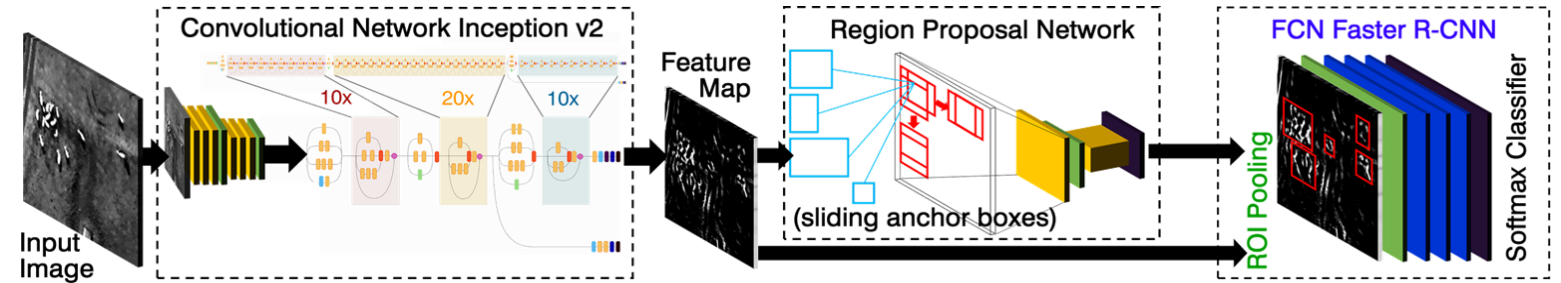 Convolutional Network Inception v2
10x
20x
10x
Input
Image
Feature
Map
Region Proposal Network
(sliding anchor boxes)
FCN Faster R-CNN
ROI Pooling
Softmax Classifier